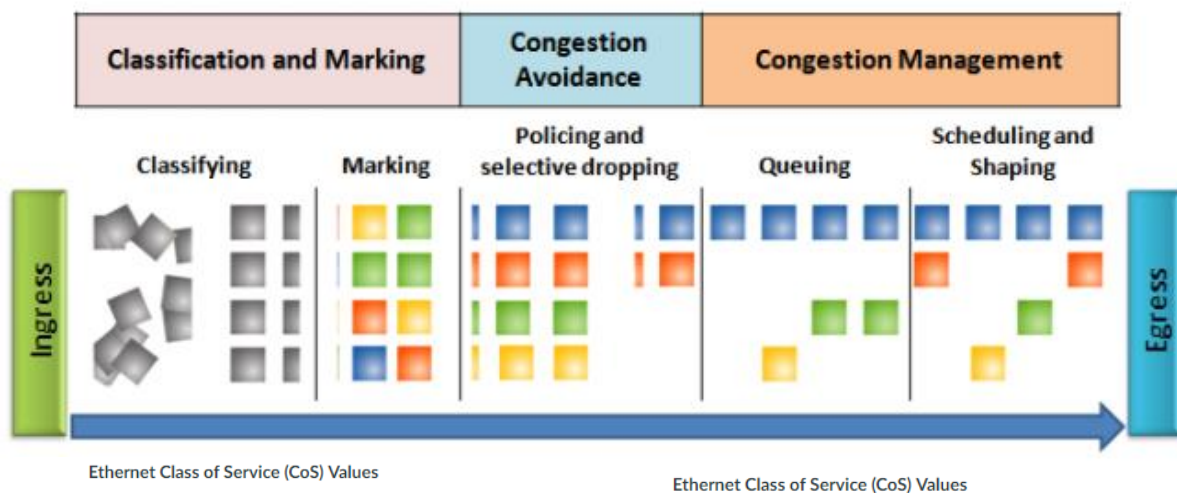 Classification and Marking
Congestion
Avoidance
Congestion Management
Classifying
Marking
Policing and
selective dropping
Queuing
Scheduling and
Shaping
Ingress
Egress
Ethernet Class of Service (CoS) Values
Ethernet Class of Service (CoS) Values